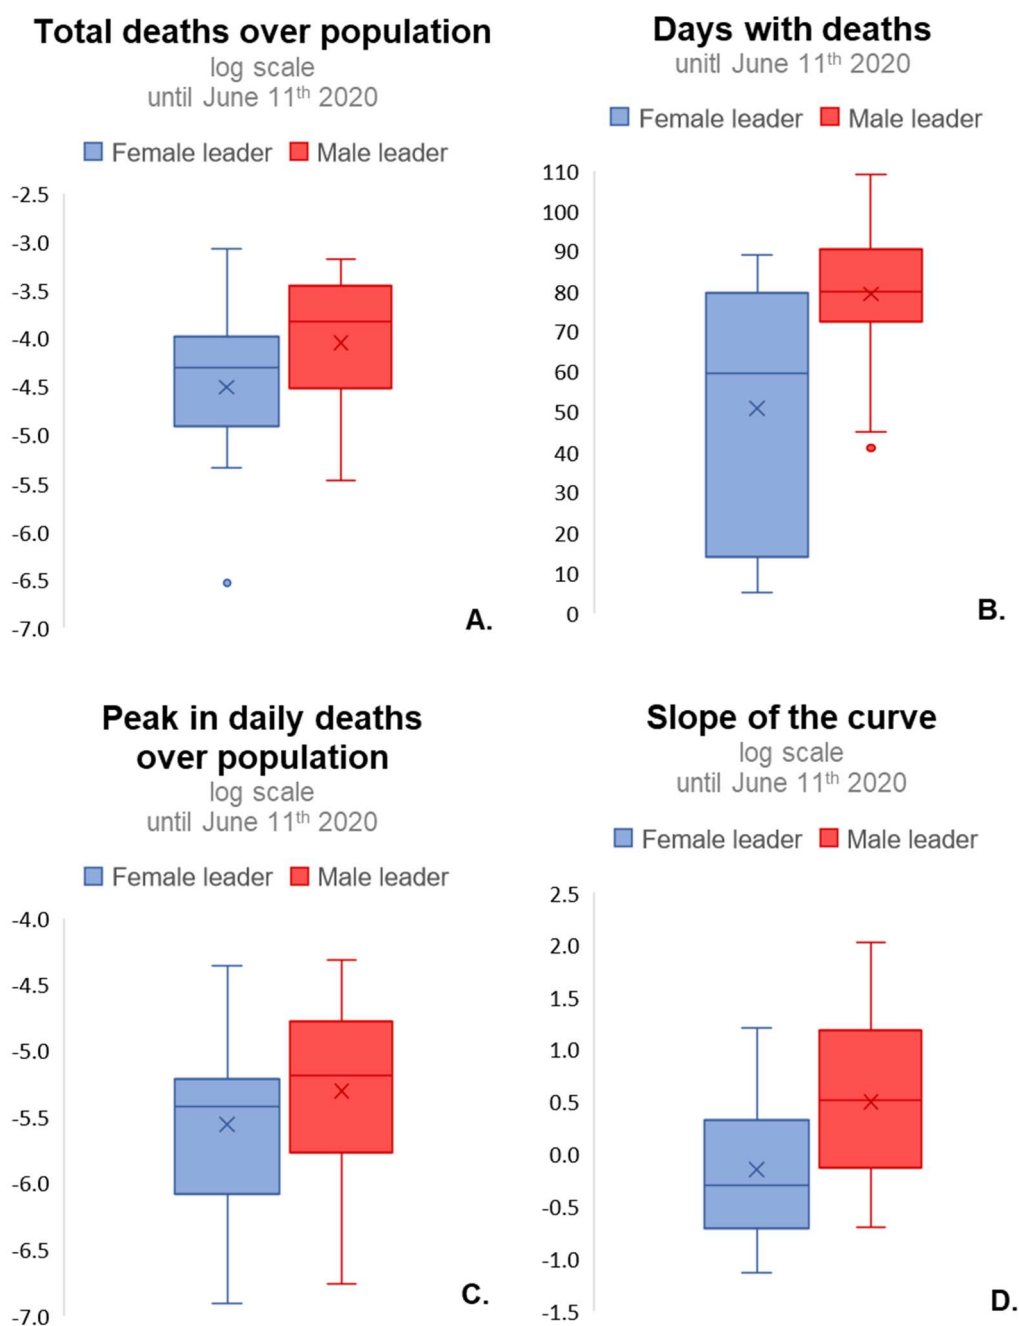 Total deaths over population
log scale
until June 11th 2020
Female leader Male leader
-2.5
-3.0
-3.5
-4.0
-4.5
-5.0
-5.5
-6.0
-6.5
-7.0
A.
Days with deaths
unitl June 11th 2020
Female leader Male leader
110
100
90
80
70
60
50
40
30
20
10
0
B.
Peak in daily deaths
over population
log scale
until June 11th 2020
Female leader Male leader
-4.0
-4.5
-5.0
-5.5
-6.0
-6.5
-7.0
C.
Slope of the curve
log scale
until June 11th 2020
Female leader Male leader
2.5
2.0
1.5
1.0
0.5
0.0
-0.5
-1.0
-1.5
D.